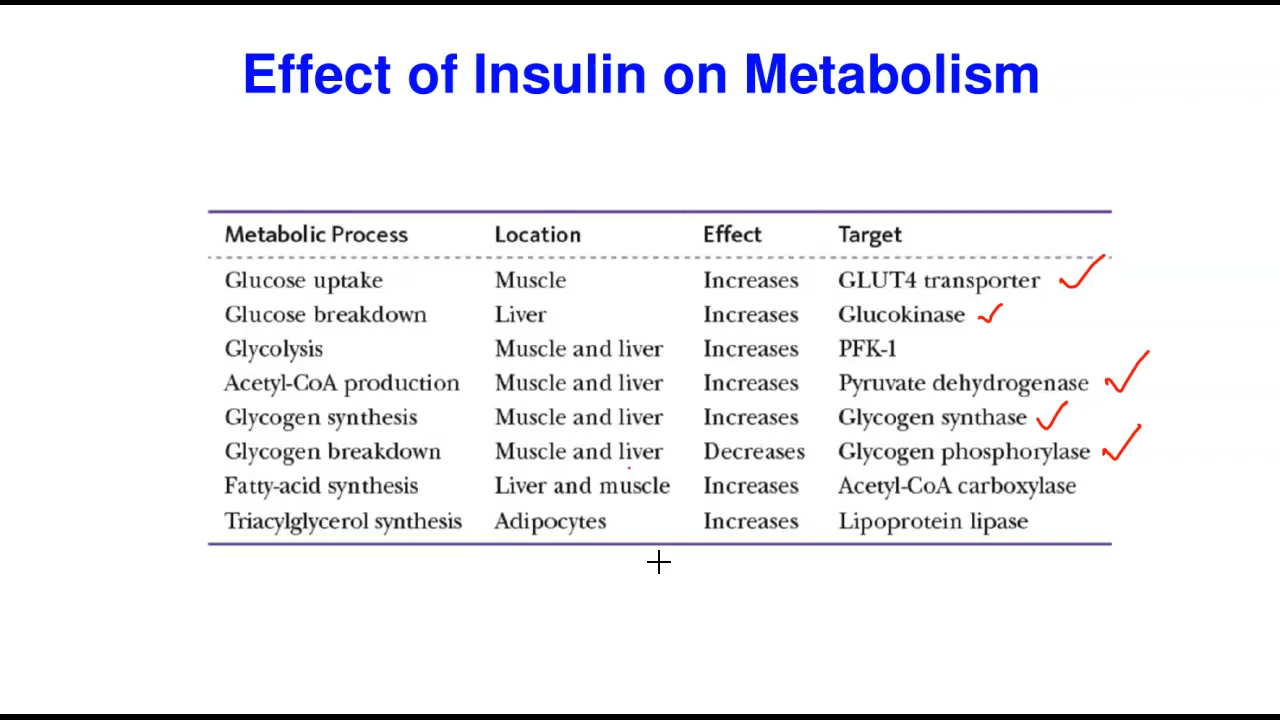 Effect of Insulin on Metabolism
Metabolic Process Location Effect Target
Glucose uptake Muscle Increases GLUT4 transporter
Glucose breakdown Liver Increases Glucokinase
Glycolysis Muscle and liver Increases PFK-1
Acetyl-CoA production Muscle and liver Increases Pyruvate dehydrogenase
Glycogen synthesis Muscle and liver Increases Glycogen synthase
Glycogen breakdown Muscle and liver Decreases Glycogen phosphorylase
Fatty-acid synthesis Liver and muscle Increases Acetyl-CoA carboxylase
Triacylglycerol synthesis Adipocytes Increases Lipoprotein lipase